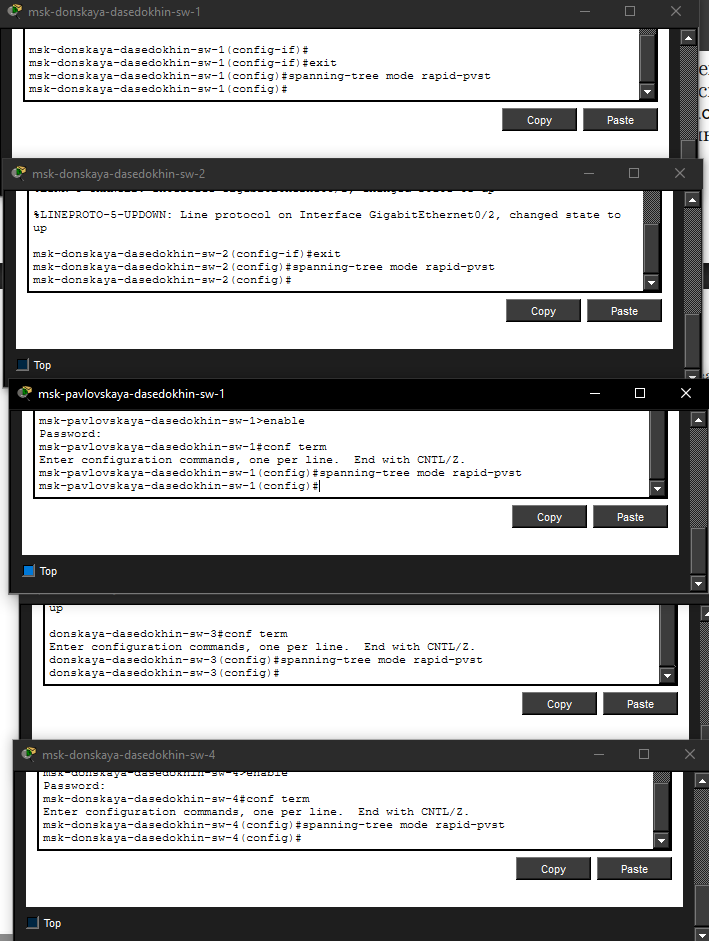 msk-donskaya-dasedokhin-sw-1
msk-donskaya-dasedokhin-sw-1(config-if)#
msk-donskaya-dasedokhin-sw-1(config-if)#exit
msk-donskaya-dasedokhin-sw-1(config)#spanning-tree mode rapid-pvst
msk-donskaya-dasedokhin-sw-1(config)#
Copy Paste
msk-donskaya-dasedokhin-sw-2
%LINEPROTO-5-UPDOWN: Line protocol on Interface GigabitEthernet0/2, changed state to
up
msk-donskaya-dasedokhin-sw-2(config-if)#exit
msk-donskaya-dasedokhin-sw-2(config)#spanning-tree mode rapid-pvst
msk-donskaya-dasedokhin-sw-2(config)#
Copy Paste
Top
msk-pavlovskaya-dasedokhin-sw-1
msk-pavlovskaya-dasedokhin-sw-1>enable
Password:
msk-pavlovskaya-dasedokhin-sw-1#conf term
Enter configuration commands, one per line.  End with CNTL/Z.
msk-pavlovskaya-dasedokhin-sw-1(config)#spanning-tree mode rapid-pvst
msk-pavlovskaya-dasedokhin-sw-1(config)#
Copy Paste
Top
up
donskaya-dasedokhin-sw-3#conf term
Enter configuration commands, one per line.  End with CNTL/Z.
donskaya-dasedokhin-sw-3(config)#spanning-tree mode rapid-pvst
donskaya-dasedokhin-sw-3(config)#
Copy Paste
msk-donskaya-dasedokhin-sw-4
msk-donskaya-dasedokhin-sw-4>enable
Password:
msk-donskaya-dasedokhin-sw-4#conf term
Enter configuration commands, one per line.  End with CNTL/Z.
msk-donskaya-dasedokhin-sw-4(config)#spanning-tree mode rapid-pvst
msk-donskaya-dasedokhin-sw-4(config)#
Copy Paste
Top